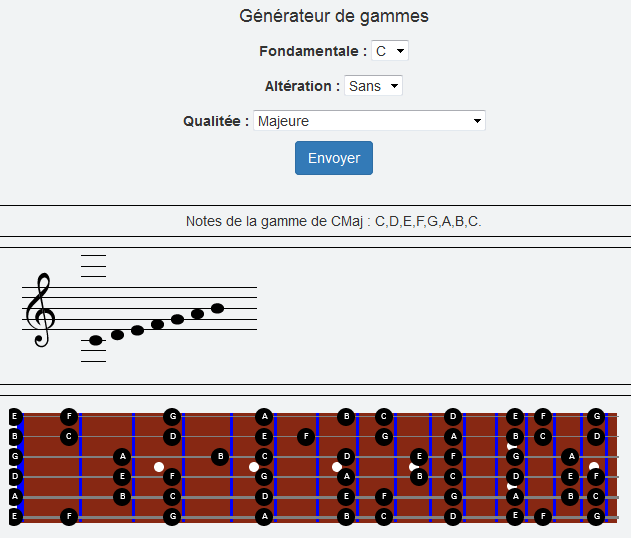 Générateur de gammes
Fondamentale : C
Altération : Sans
Qualitée : Majeure
Envoyer
Notes de la gamme de CMaj : C,D,E,F,G,A,B,C.
E F G A B C D E F G
B C D E F G A B C D
G A B C D E F G A
D E F G A B C D E F
A B C D E F G A B C
E F G A B C D E F G